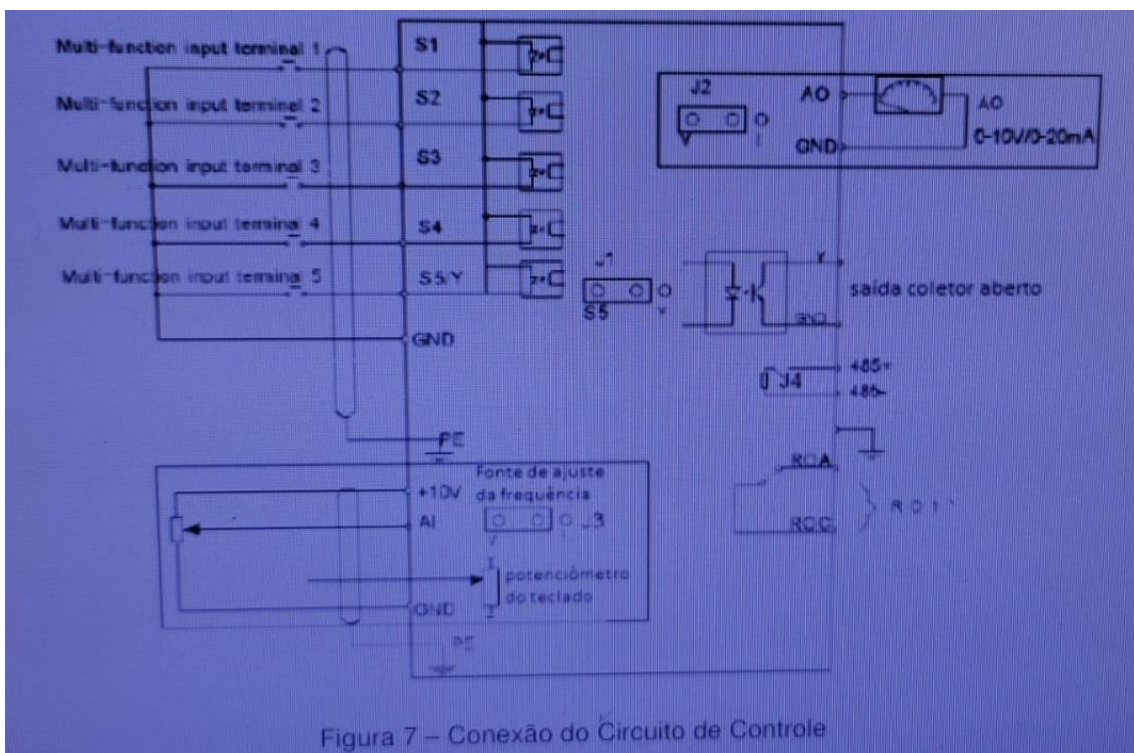 Multi-function input terminal 1
S1
Multi-function input terminal 2
S2
Multi-function input terminal 3
S3
Multi-function input terminal 4
S4
Multi-function input terminal 5
S5/Y
GND
PE
J2
V
I
AO
GND
AO
0-10V/0-20mA
J1
S5
Y
Y
GND
saída coletor aberto
J4
485+
485-
ROA
ROC
RO1
+10V
AI
GND
Fonte de ajuste
da frequência
J3
V
I
potenciômetro
do teclado
PE
Figura 7 – Conexão do Circuito de Controle